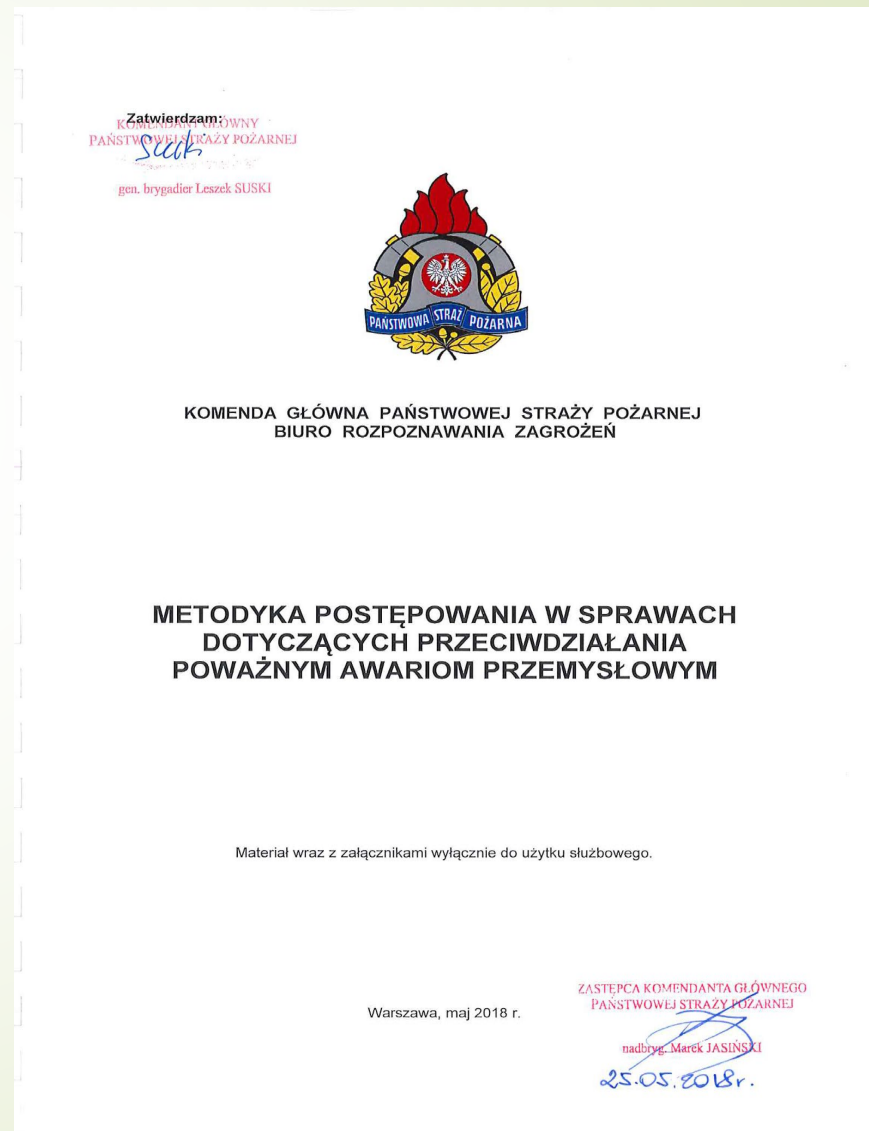 Zatwierdzam:
KOMENDANT GŁÓWNY
PAŃSTWOWEJ STRAŻY POŻARNEJ
Suski
gen. brygadier Leszek SUSKI
PAŃSTWOWA STRAŻ POŻARNA
KOMENDA GŁÓWNA PAŃSTWOWEJ STRAŻY POŻARNEJ
BIURO ROZPOZNAWANIA ZAGROŻEŃ
METODYKA POSTĘPOWANIA W SPRAWACH
DOTYCZĄCYCH PRZECIWDZIAŁANIA
POWAŻNYM AWARIOM PRZEMYSŁOWYM
Materiał wraz z załącznikami wyłącznie do użytku służbowego.
Warszawa, maj 2018 r.
ZASTĘPCA KOMENDANTA GŁÓWNEGO
PAŃSTWOWEJ STRAŻY POŻARNEJ
nadbryg. Marek JASIŃSKI
25.05.2018r.